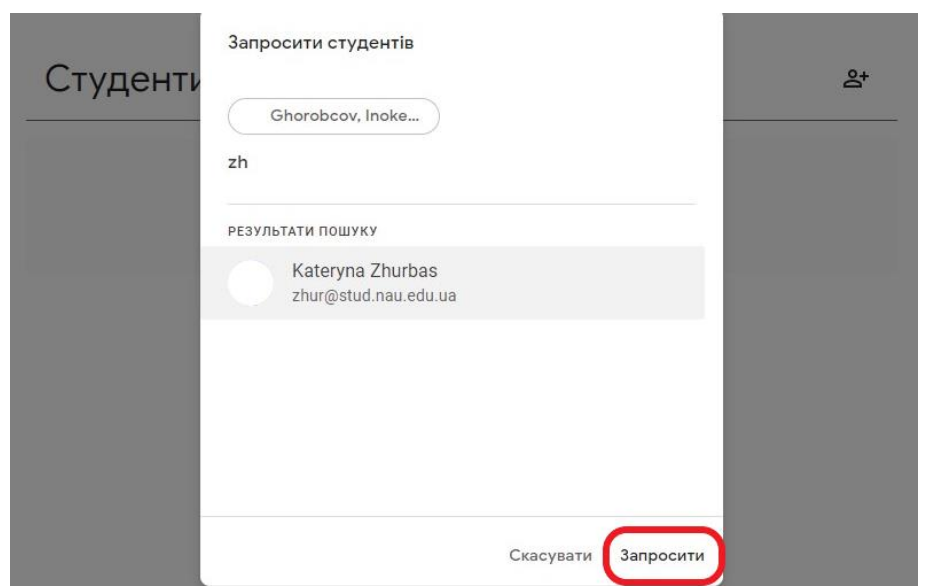 Запросити студентів
Студенти
Ghorobcov, Inoke...
zh
РЕЗУЛЬТАТИ ПОШУКУ
Kateryna Zhurbas
zhur@stud.nau.edu.ua
Скасувати Запросити